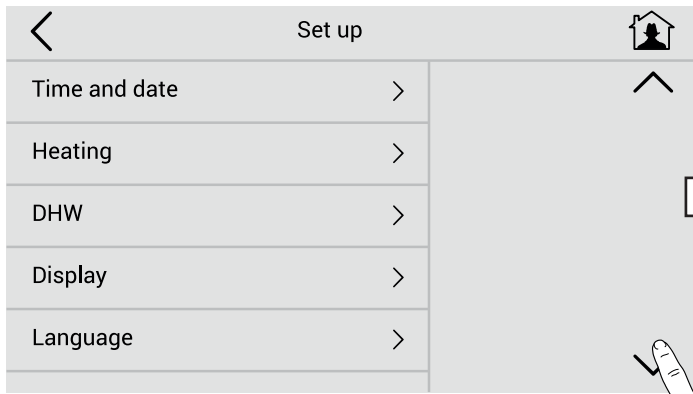 Set up
Time and date
Heating
DHW
Display
Language